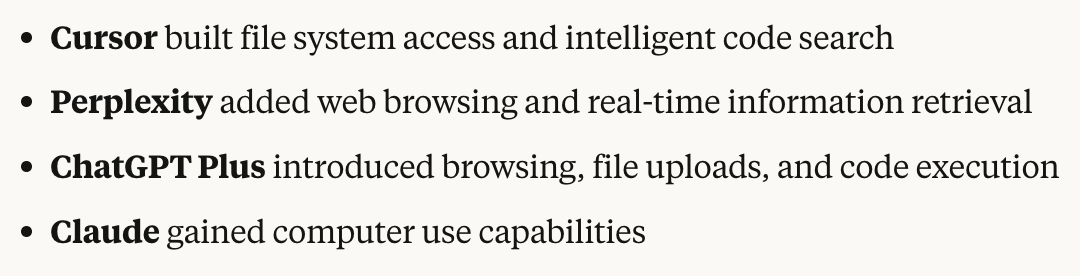 • Cursor built file system access and intelligent code search
• Perplexity added web browsing and real-time information retrieval
• ChatGPT Plus introduced browsing, file uploads, and code execution
• Claude gained computer use capabilities